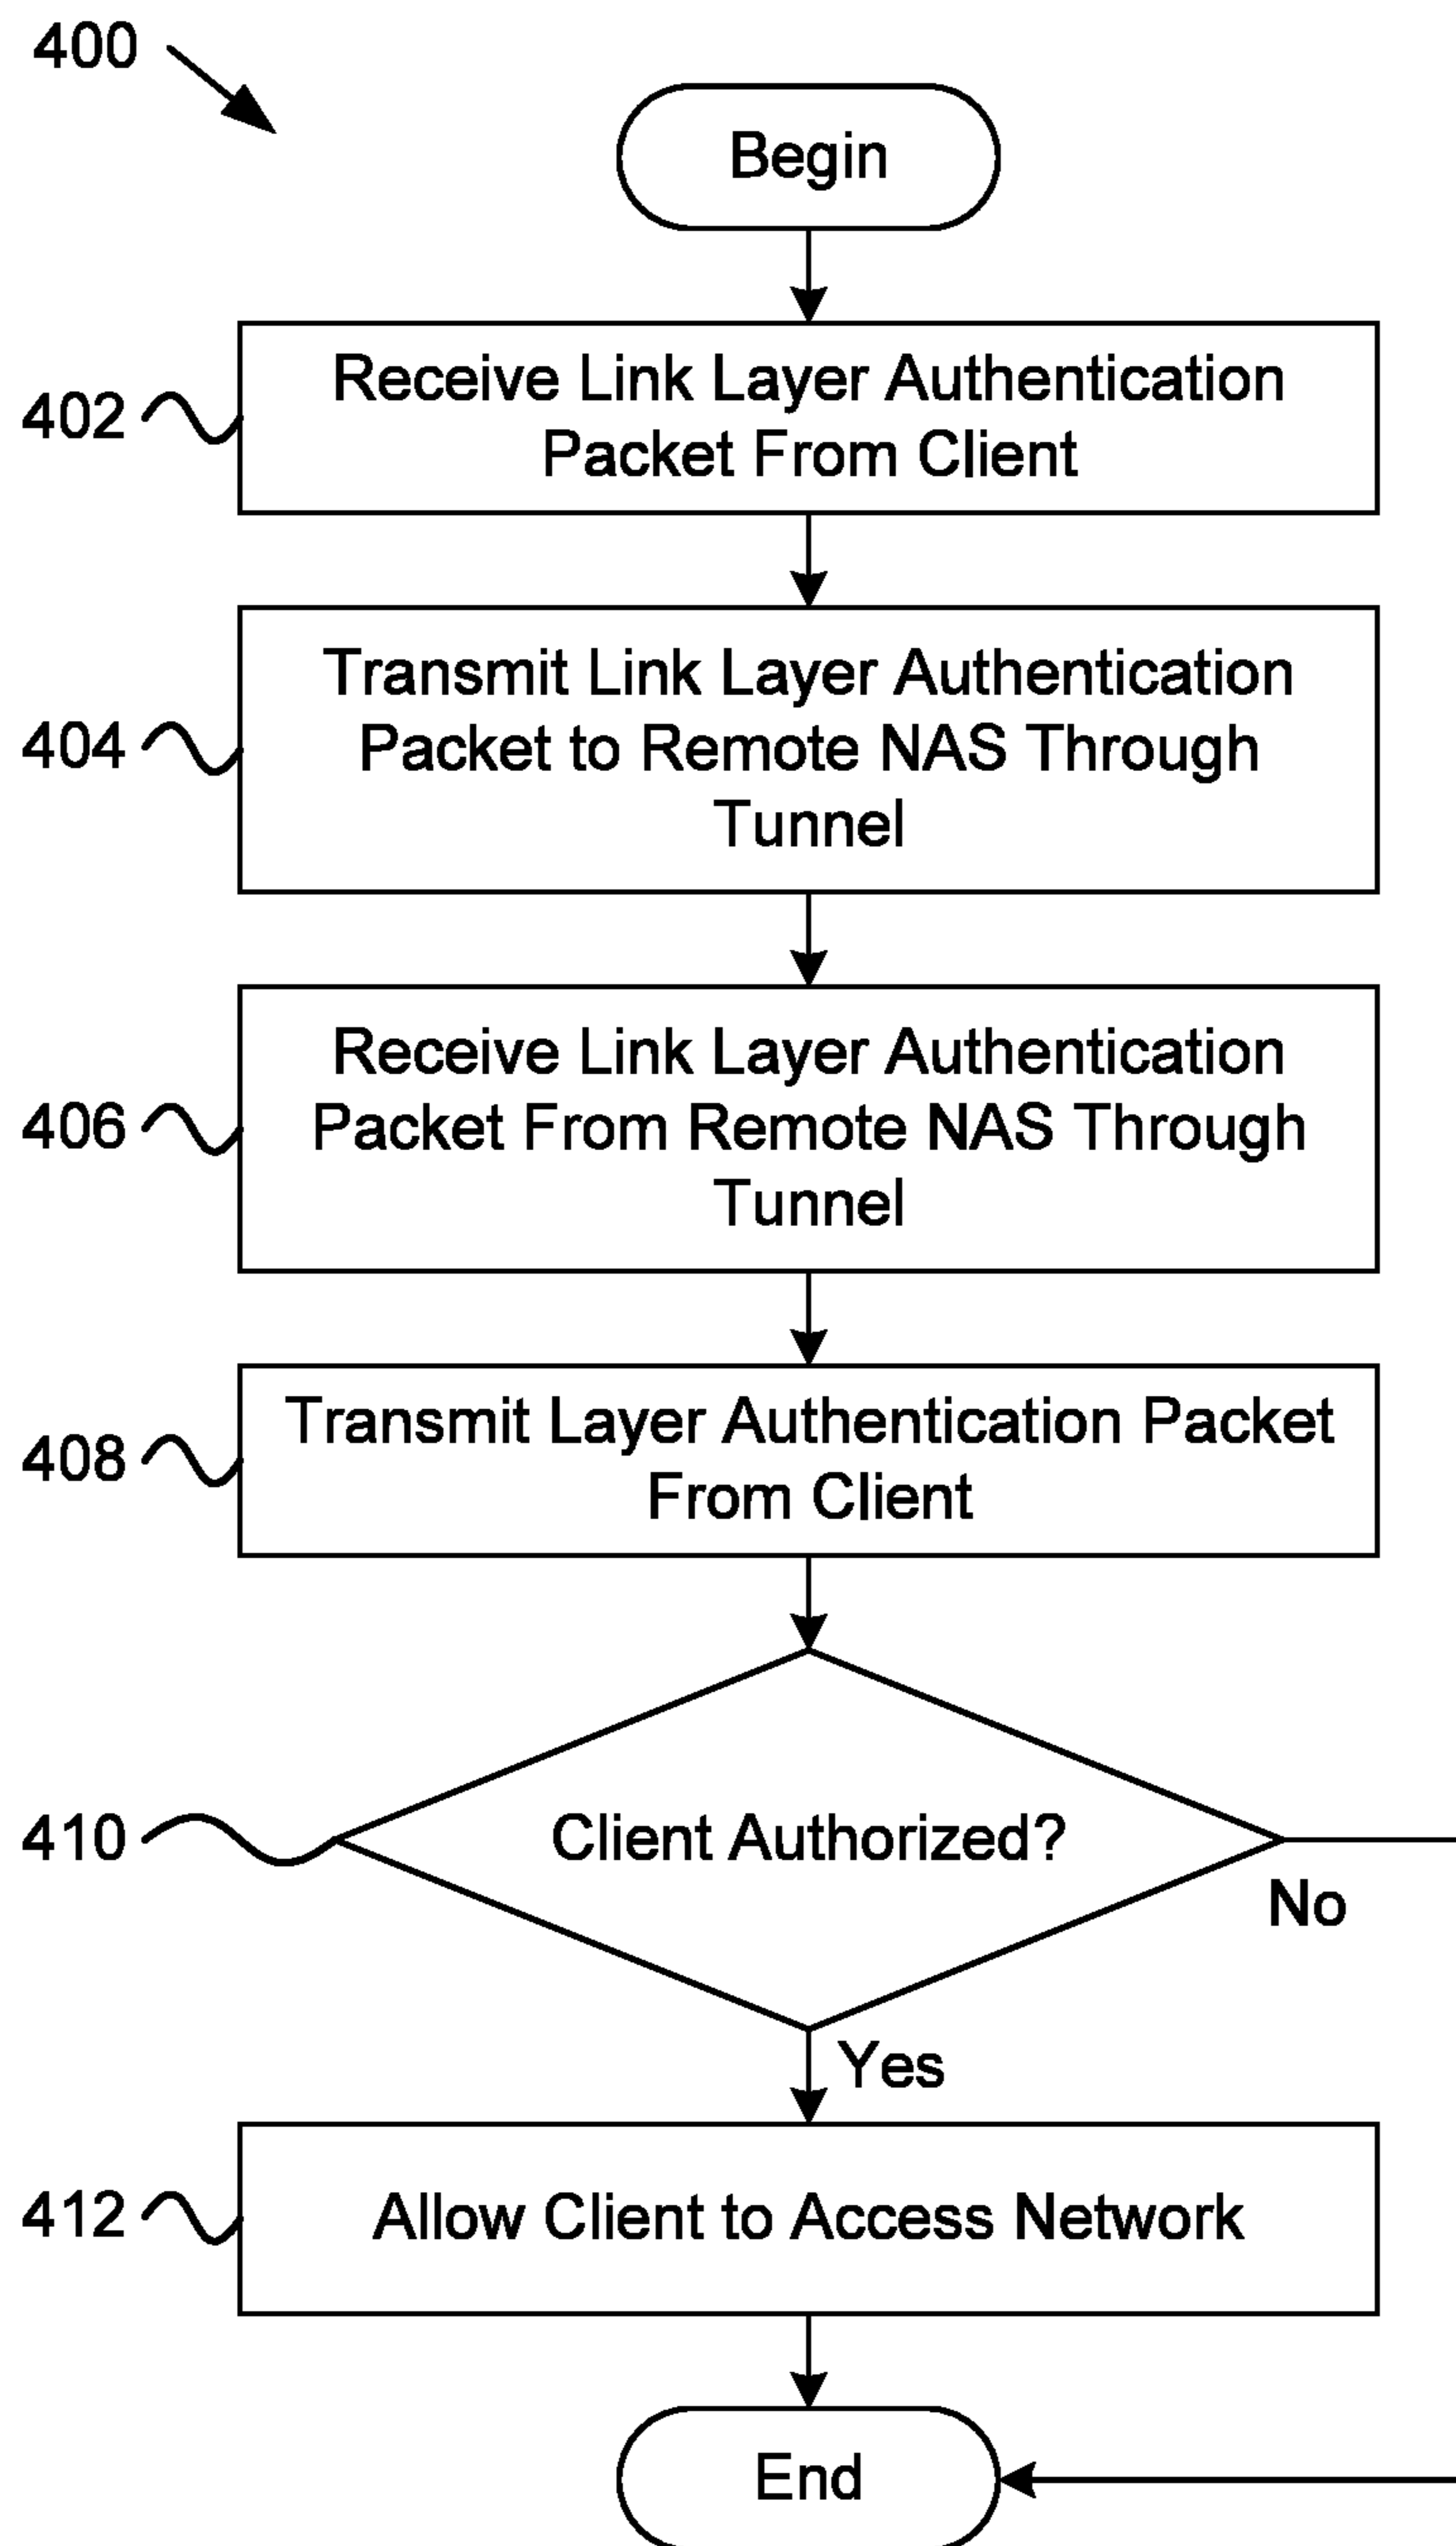 400
Begin
402
Receive Link Layer Authentication
Packet From Client
404
Transmit Link Layer Authentication
Packet to Remote NAS Through
Tunnel
406
Receive Link Layer Authentication
Packet From Remote NAS Through
Tunnel
408
Transmit Layer Authentication Packet
From Client
410
Client Authorized?
No
Yes
412
Allow Client to Access Network
End